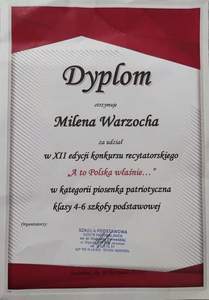 Dyplom
otrzymuje
Milena Warzocha
za udział
w XII edycji konkursu recytatorskiego
„A to Polska właśnie…”
w kategorii piosenka patriotyczna
klasy 4-6 szkoły podstawowej
Organizatorzy:
SZKOŁA PODSTAWOWA